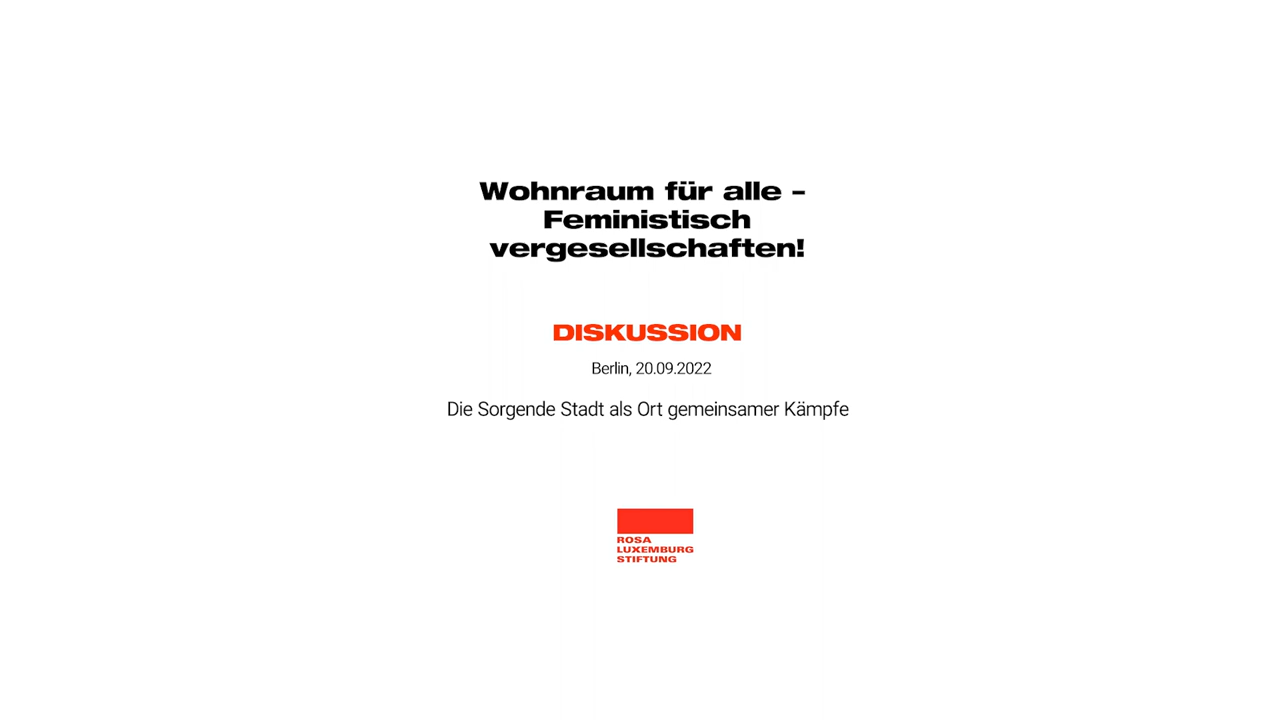 Wohnraum für alle –
Feministisch
vergesellschaften!
DISKUSSION
Berlin, 20.09.2022
Die Sorgende Stadt als Ort gemeinsamer Kämpfe
ROSA
LUXEMBURG
STIFTUNG